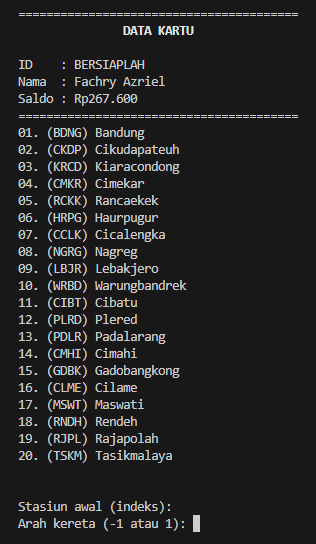 ========================================
DATA KARTU
ID : BERSIAPLAH
Nama : Fachry Azriel
Saldo : Rp267.600
========================================
01. (BDNG) Bandung
02. (CKDP) Cikudapateuh
03. (KRCD) Kiaracondong
04. (CMKR) Cimekar
05. (RCKK) Rancaekek
06. (HRPG) Haurpugur
07. (CCLK) Cicalengka
08. (NGRG) Nagreg
09. (LBJR) Lebakjero
10. (WRBD) Warungbandrek
11. (CIBT) Cibatu
12. (PLRD) Plered
13. (PDLR) Padalarang
14. (CMHI) Cimahi
15. (GDBK) Gadobangkong
16. (CLME) Cilame
17. (MSWT) Maswati
18. (RNDH) Rendeh
19. (RJPL) Rajapolah
20. (TSKM) Tasikmalaya
Stasiun awal (indeks):
Arah kereta (-1 atau 1):